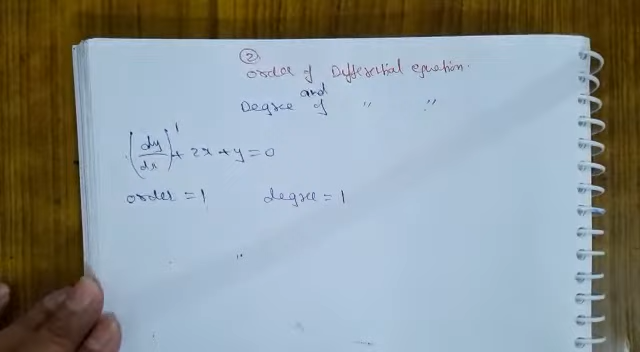 ②
Order of Differential equation.
and
Degree of " "
(dy/dx)¹ + 2x + y = 0
order = 1 degree = 1